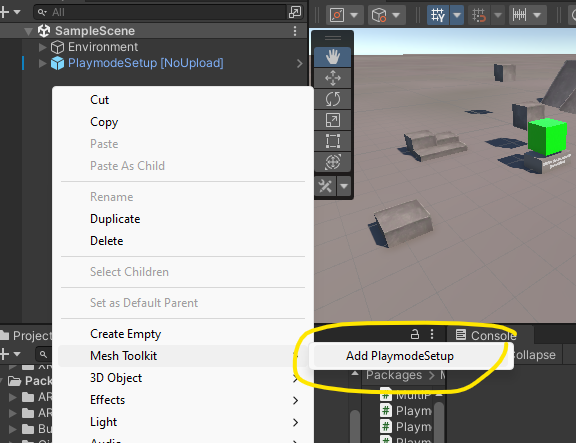 All
SampleScene
Environment
PlaymodeSetup [NoUpload]
Cut
Copy
Paste
Paste As Child
Rename
Duplicate
Delete
Select Children
Set as Default Parent
Create Empty
Mesh Toolkit
3D Object
Effects
Light
Audio
Add PlaymodeSetup
Project
Console
Collapse
Pack
Packages > M
AR
AR
Bu
MultiP
Playm
Playm
Playm